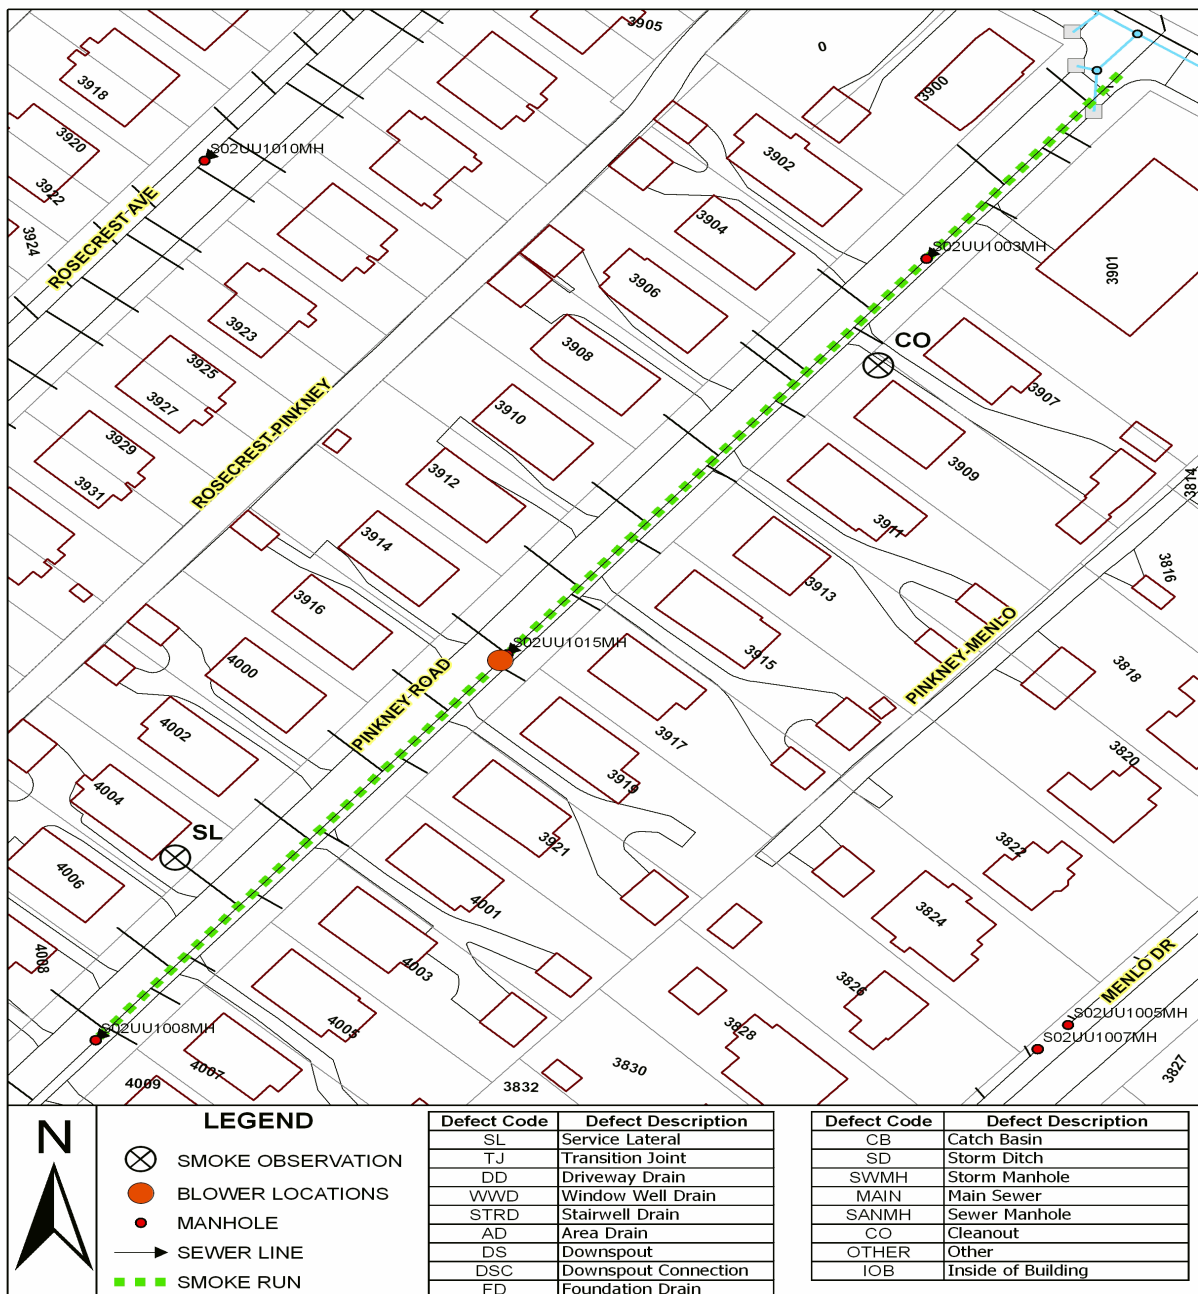 3905
0
3918
3900
3920
S02UU1010MH
3902
3922
ROSECREST AVE
3904
3924
S02UU1003MH
3901
3906
3923
CO
3908
3925
3907
3927
ROSECREST-PINKNEY
3910
3929
3909
3912
3814
3931
3911
3914
3816
3913
3916
PINKNEY-MENLO
S02UU1015MH
3915
4000
3818
PINKNEY ROAD
4002
3917
3820
3919
4004
SL
3921
3822
4006
4001
3824
4008
4003
MENLO DR
3826
S02UU1005MH
4005
3828
S02UU1008MH
S02UU1007MH
4007
3830
3827
4009
3832
N
LEGEND
SMOKE OBSERVATION
BLOWER LOCATIONS
MANHOLE
SEWER LINE
SMOKE RUN
Defect Code Defect Description
SL Service Lateral
TJ Transition Joint
DD Driveway Drain
WWD Window Well Drain
STRD Stairwell Drain
AD Area Drain
DS Downspout
DSC Downspout Connection
FD Foundation Drain
Defect Code Defect Description
CB Catch Basin
SD Storm Ditch
SWMH Storm Manhole
MAIN Main Sewer
SANMH Sewer Manhole
CO Cleanout
OTHER Other
IOB Inside of Building